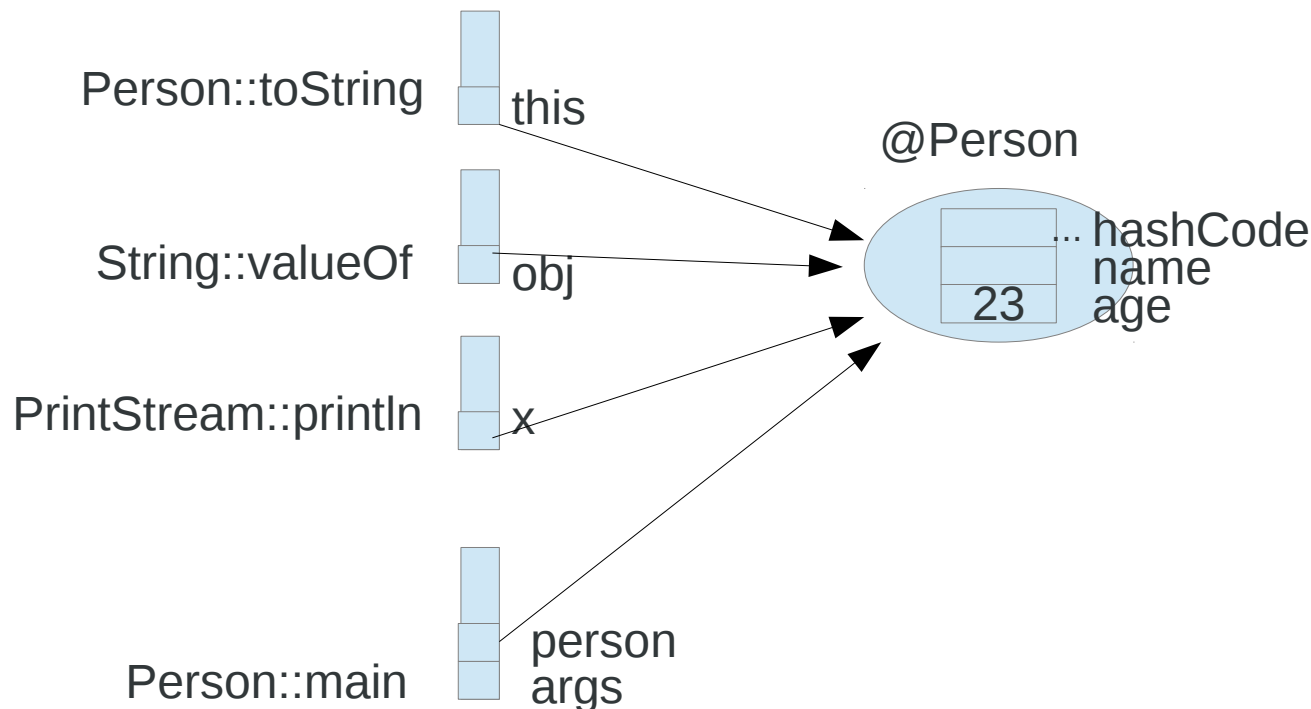 Person::toString
this
@Person
... hashCode
String::valueOf
obj
name
23
age
PrintStream::println
x
person
Person::main
args